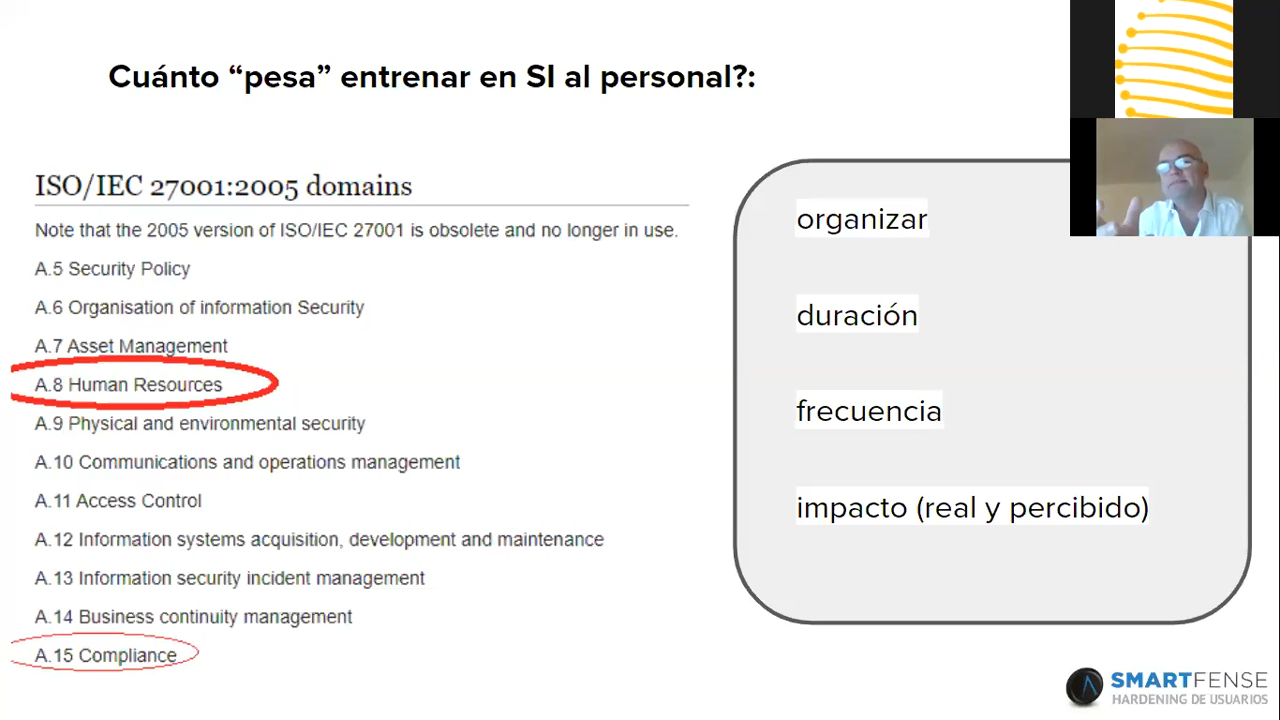 Cuánto “pesa” entrenar en SI al personal?:
ISO/IEC 27001:2005 domains
Note that the 2005 version of ISO/IEC 27001 is obsolete and no longer in use.
A.5 Security Policy
A.6 Organisation of information Security
A.7 Asset Management
A.8 Human Resources
A.9 Physical and environmental security
A.10 Communications and operations management
A.11 Access Control
A.12 Information systems acquisition, development and maintenance
A.13 Information security incident management
A.14 Business continuity management
A.15 Compliance
organizar
duración
frecuencia
impacto (real y percibido)
SMARTFENSE
HARDENING DE USUARIOS